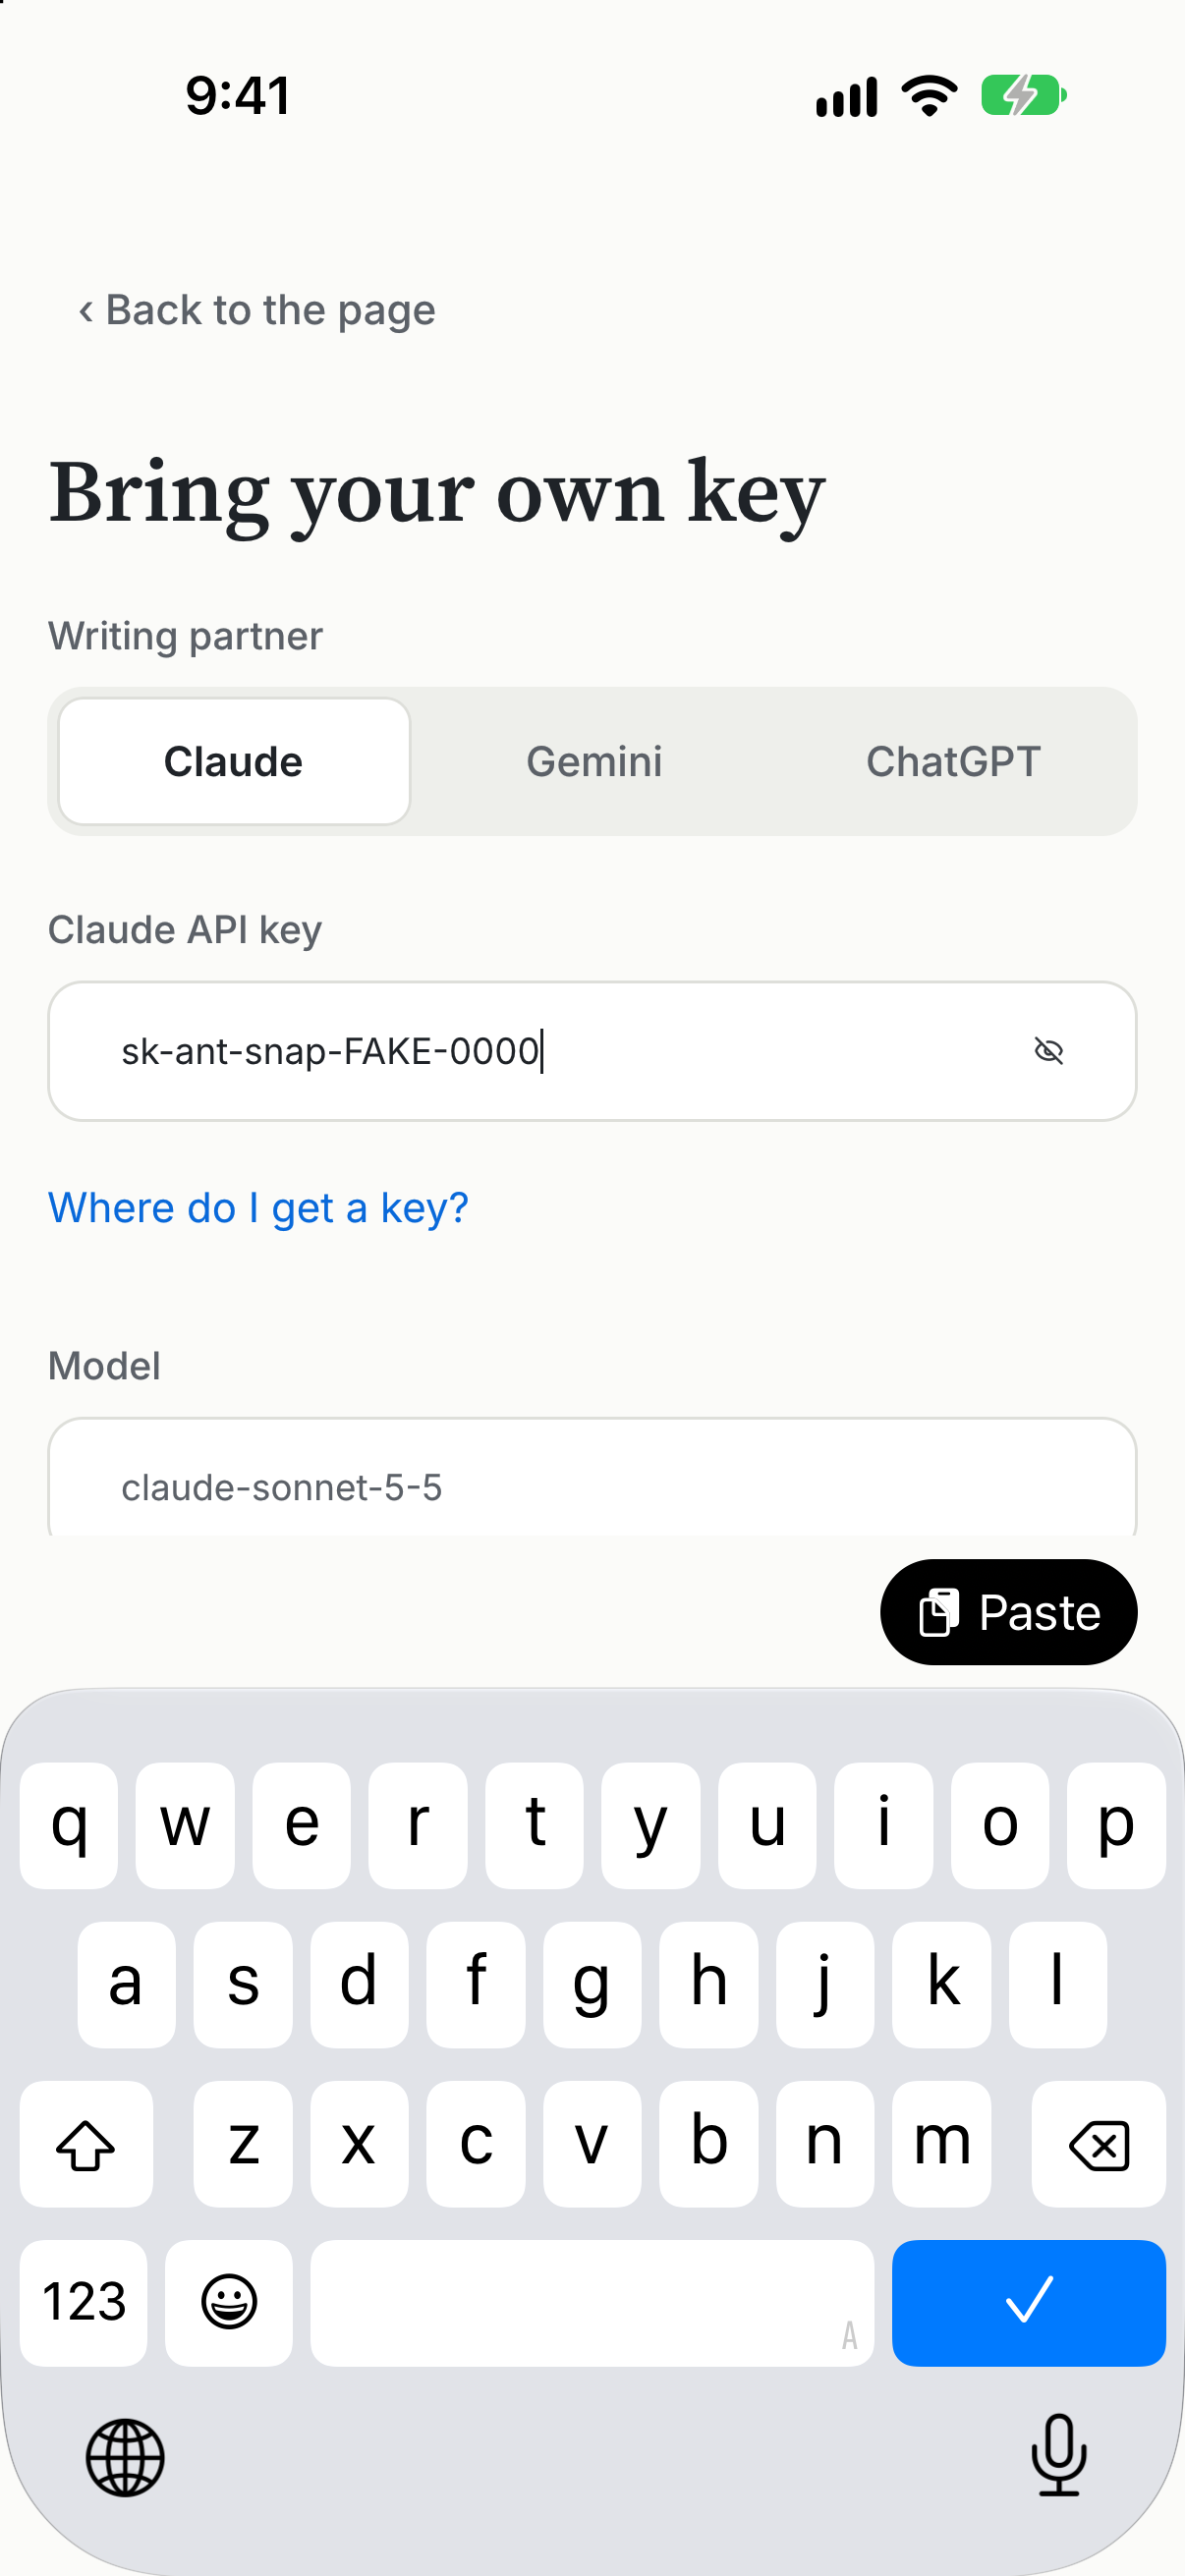 9:41
‹ Back to the page
Bring your own key
Writing partner
Claude Gemini ChatGPT
Claude API key
sk-ant-snap-FAKE-0000
Where do I get a key?
Model
claude-sonnet-5-5
Paste
q w e r t y u i o p
a s d f g h j k l
z x c v b n m
123
A